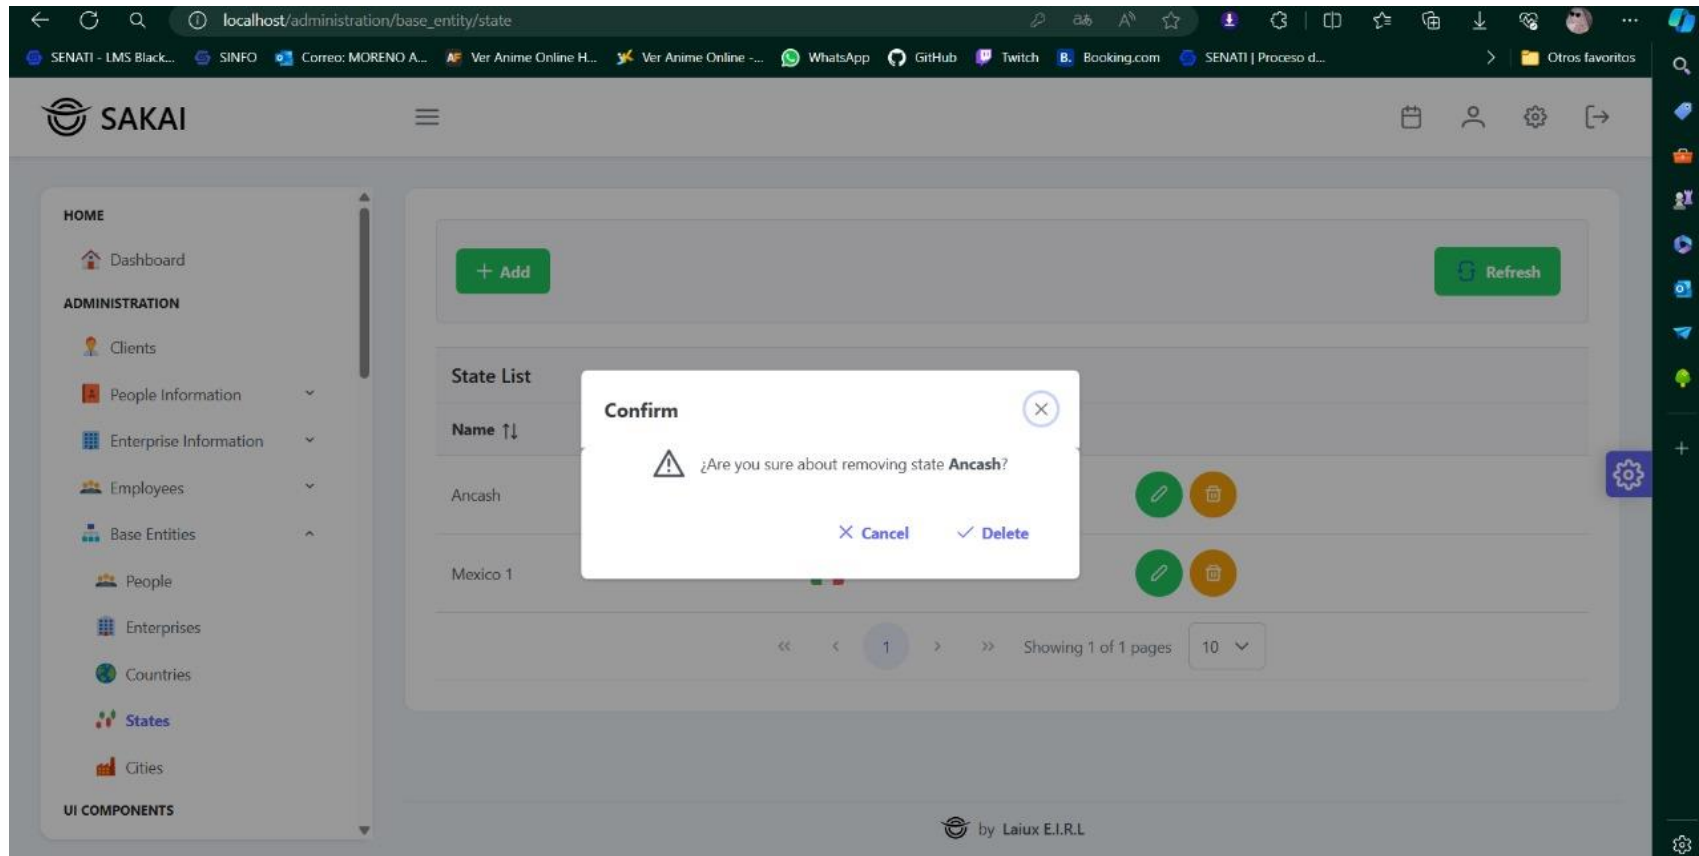 localhost/administration/base_entity/state
SENATI - LMS Black... SINFO Correo: MORENO A... Ver Anime Online H... Ver Anime Online -... WhatsApp GitHub Twitch Booking.com SENATI | Proceso d... Otros favoritos
SAKAI
HOME
Dashboard
ADMINISTRATION
Clients
People Information
Enterprise Information
Employees
Base Entities
People
Enterprises
Countries
States
Cities
UI COMPONENTS
+ Add
Refresh
State List
Name ↑↓
Ancash
Mexico 1
Confirm
¿Are you sure about removing state Ancash?
Cancel Delete
« ‹ 1 › » Showing 1 of 1 pages 10
by Laiux E.I.R.L